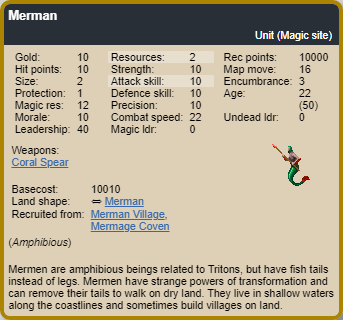 Merman
Unit (Magic site)
Gold: 10 Resources: 2 Rec points: 10000
Hit points: 10 Strength: 10 Map move: 16
Size: 2 Attack skill: 10 Encumbrance: 3
Protection: 1 Defence skill: 10 Age: 22
Magic res: 12 Precision: 10 (50)
Morale: 10 Combat speed: 22 Undead ldr: 0
Leadership: 40 Magic ldr: 0
Weapons:
Coral Spear
Basecost: 10010
Land shape: ⇔ Merman
Recruited from: Merman Village,
Mermage Coven
(Amphibious)
Mermen are amphibious beings related to Tritons, but have fish tails
instead of legs. Mermen have strange powers of transformation and
can remove their tails to walk on dry land. They live in shallow waters
along the coastlines and sometimes build villages on land.